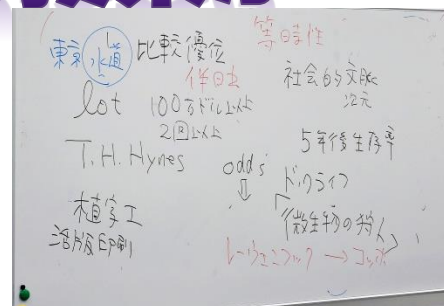 東京水道
比較優位
等時性
伴性
社会的文脈
次元
lot
100万ドル以上
2回以上
5年後生存率
T.H. Hynes
odds
⇓
ド・クライフ
「微生物の狩人」
植字工
活版印刷
レーウェンフック → コッホ